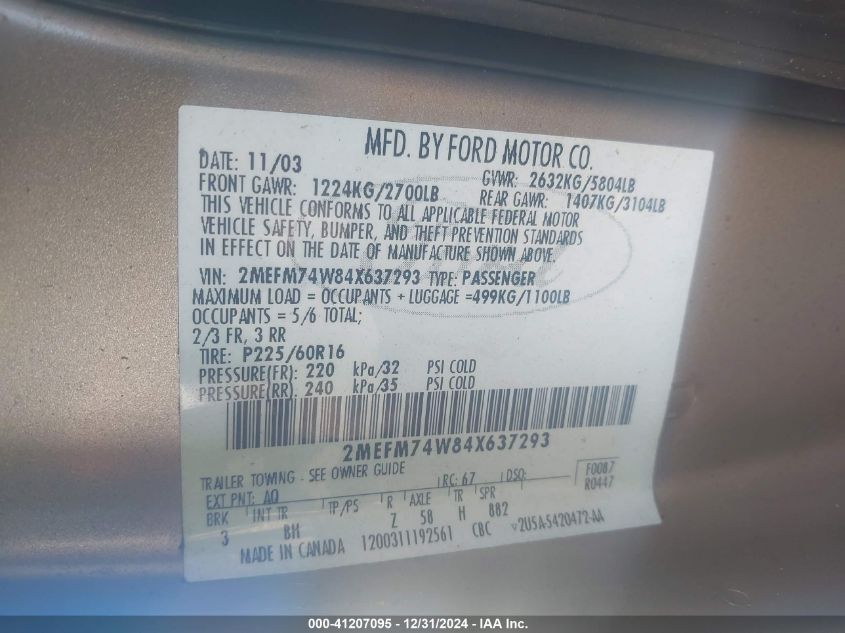 MFD. BY FORD MOTOR CO.
DATE: 11/03 GVWR: 2632KG/5804LB
FRONT GAWR: 1224KG/2700LB REAR GAWR: 1407KG/3104LB
THIS VEHICLE CONFORMS TO ALL APPLICABLE FEDERAL MOTOR
VEHICLE SAFETY, BUMPER, AND THEFT PREVENTION STANDARDS
IN EFFECT ON THE DATE OF MANUFACTURE SHOWN ABOVE.
VIN: 2MEFM74W84X637293 TYPE: PASSENGER
MAXIMUM LOAD = OCCUPANTS + LUGGAGE =499KG/1100LB
OCCUPANTS = 5/6 TOTAL;
2/3 FR, 3 RR
TIRE: P225/60R16
PRESSURE(FR): 220 kPa/32 PSI COLD
PRESSURE(RR): 240 kPa/35 PSI COLD
2MEFM74W84X637293
TRAILER TOWING - SEE OWNER GUIDE
EXT PNT: AQ RC: 67 DSO: F0087
R0447
BRK INT TR TP/PS R AXLE TR SPR
3 BH Z 58 H 882
MADE IN CANADA 1200311192561 CBC V2U5A-5420472-AA
000-41207095 - 12/31/2024 - IAA Inc.